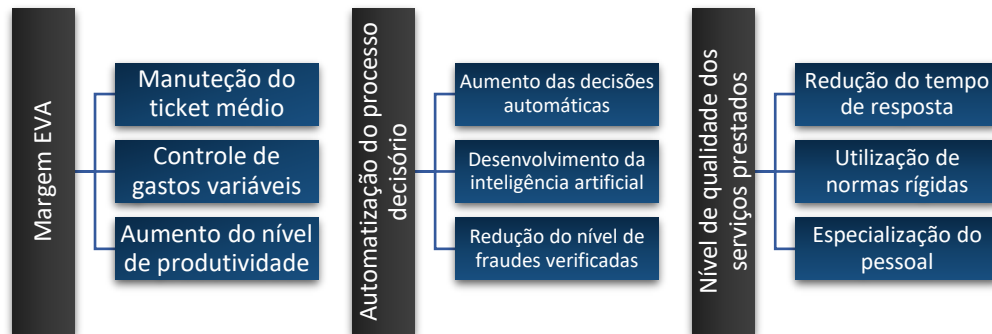 Margem EVA
Manuteção do
ticket médio
Controle de
gastos variáveis
Aumento do nível
de produtividade
Automatização do processo
decisório
Aumento das decisões
automáticas
Desenvolvimento da
inteligência artificial
Redução do nível de
fraudes verificadas
Nível de qualidade dos
serviços prestados
Redução do tempo
de resposta
Utilização de
normas rígidas
Especialização do
pessoal